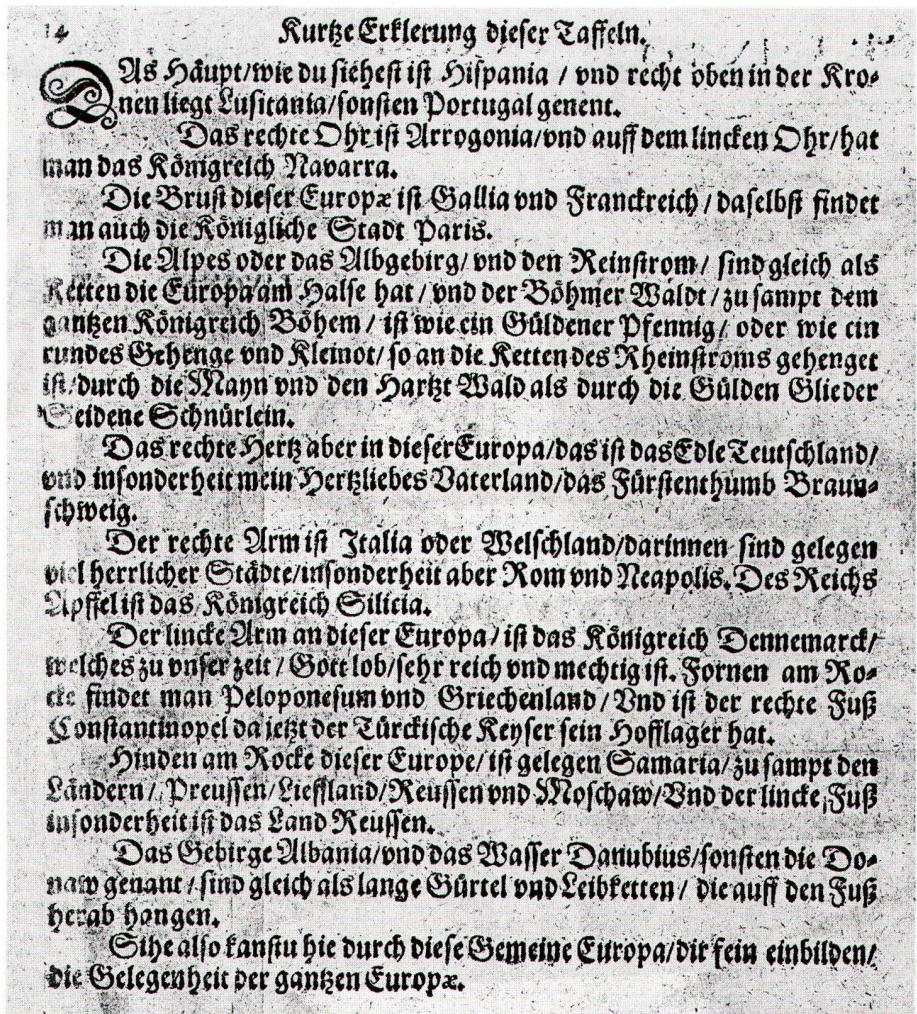 14 Kurtze Erklerung dieser Taffeln.
DAs Häupt/wie du siehest ist Hispania / vnd recht oben in der Kro-
nen liegt Lusitania/sonsten Portugal genent.
Das rechte Ohr ist Arrogonia/vnd auff dem lincken Ohr/hat
man das Königreich Navarra.
Die Brust dieser Europæ ist Gallia vnd Franckreich / daselbst findet
man auch die Königliche Stadt Paris.
Die Alpes oder das Albgebirg/ vnd den Reinstrom / sind gleich als
Ketten die Europa am Halse hat / vnd der Böhmer Waldt / zu sampt dem
gantzen Königreich Böhem / ist wie ein Güldener Pfennig / oder wie ein
rundes Gehenge vnd Kleinot/ so an die Ketten des Rheinstroms gehenget
ist/durch die Mayn vnd den Hartzt Wald als durch die Gülden Glieder
Seidene Schnürlein.
Das rechte Hertz aber in dieser Europa/das ist das Edle Teutschland/
vnd insonderheit mein Hertzliebes Vaterland/das Fürstenthumb Braun-
schweig.
Der rechte Arm ist Italia oder Welschland/darinnen sind gelegen
viel herrlicher Städte/insonderheit aber Rom vnd Neapolis. Des Reichs
Apffel ist das Königreich Silicia.
Der lincke Arm an dieser Europa/ ist das Königreich Dennemarck/
welches zu vnser zeit / Gott lob/sehr reich vnd mechtig ist. Fornen am Ro-
cke findet man Peloponesum vnd Griechenland / Vnd ist der rechte Fuß
Constantinopel da jetzt der Türckische Keyser sein Hofflager hat.
Hinden am Rocke dieser Europe/ ist gelegen Samaria/ zu sampt den
Ländern / Preussen/Lieffland/Reussen vnd Moschaw/Vnd der lincke Fuß
insonderheit ist das Land Reussen.
Das Gebirge Albania/vnd das Wasser Danubius/sonsten die Do-
naw genant / sind gleich als lange Gürtel vnd Leibketten / die auff den Fuß
herab hangen.
Sihe also kanstu hie durch diese Gemeine Europa/dir fein einbilden/
die Gelegenheit der gantzen Europæ.